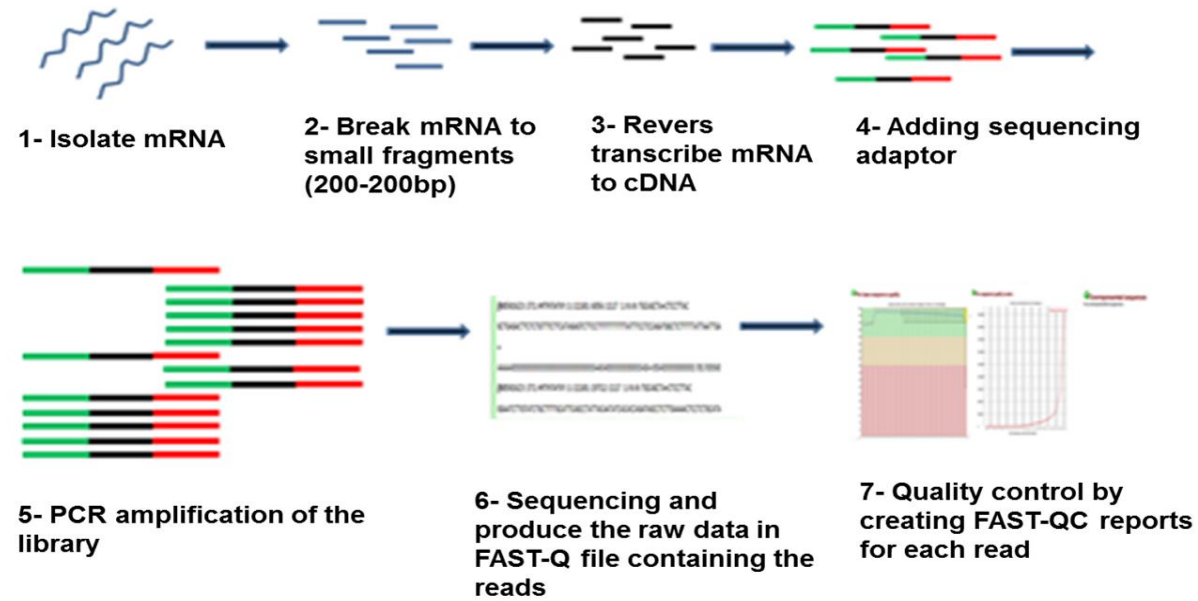 1- Isolate mRNA
2- Break mRNA to
small fragments
(200-200bp)
3- Revers
transcribe mRNA
to cDNA
4- Adding sequencing
adaptor
5- PCR amplification of the
library
6- Sequencing and
produce the raw data in
FAST-Q file containing the
reads
7- Quality control by
creating FAST-QC reports
for each read